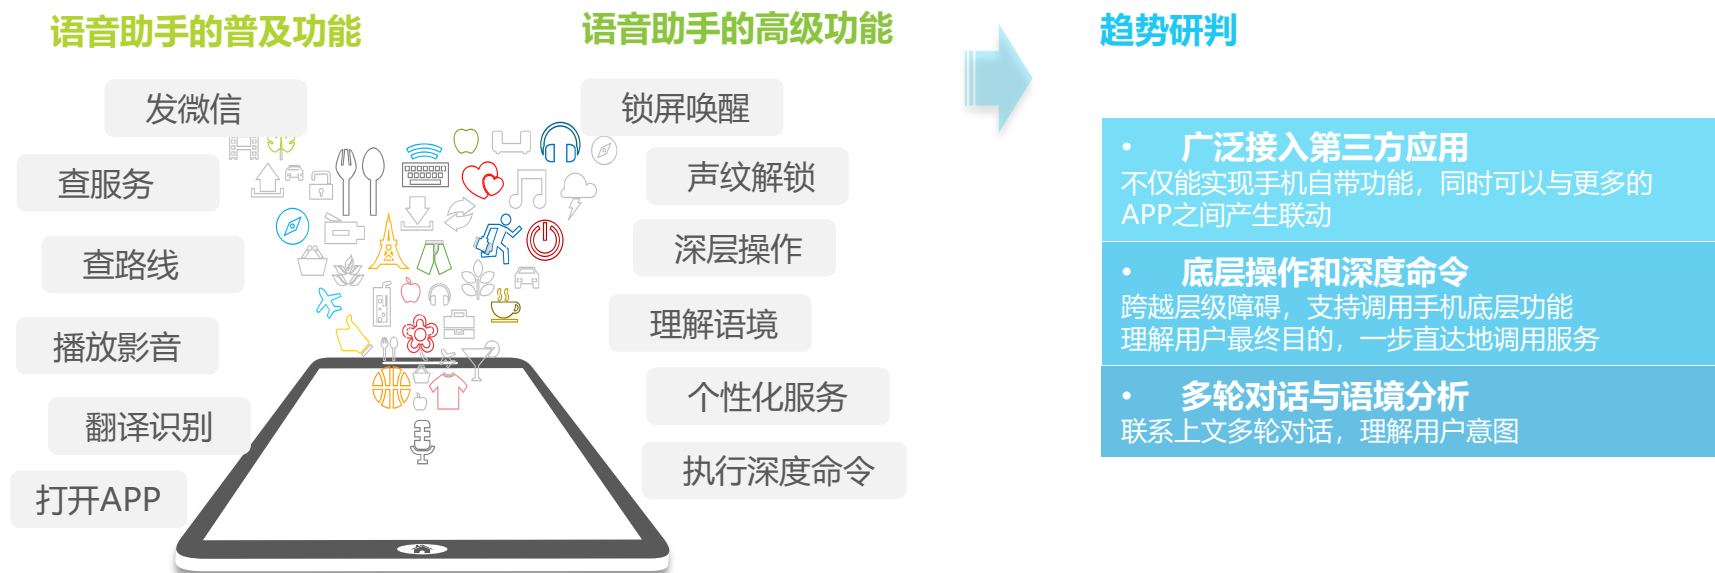 语音助手的普及功能
发微信
查服务
查路线
播放影音
翻译识别
打开APP
语音助手的高级功能
锁屏唤醒
声纹解锁
深层操作
理解语境
个性化服务
执行深度命令
趋势研判
• 广泛接入第三方应用
不仅能实现手机自带功能，同时可以与更多的
APP之间产生联动
• 底层操作和深度命令
跨越层级障碍，支持调用手机底层功能
理解用户最终目的，一步直达地调用服务
• 多轮对话与语境分析
联系上文多轮对话，理解用户意图